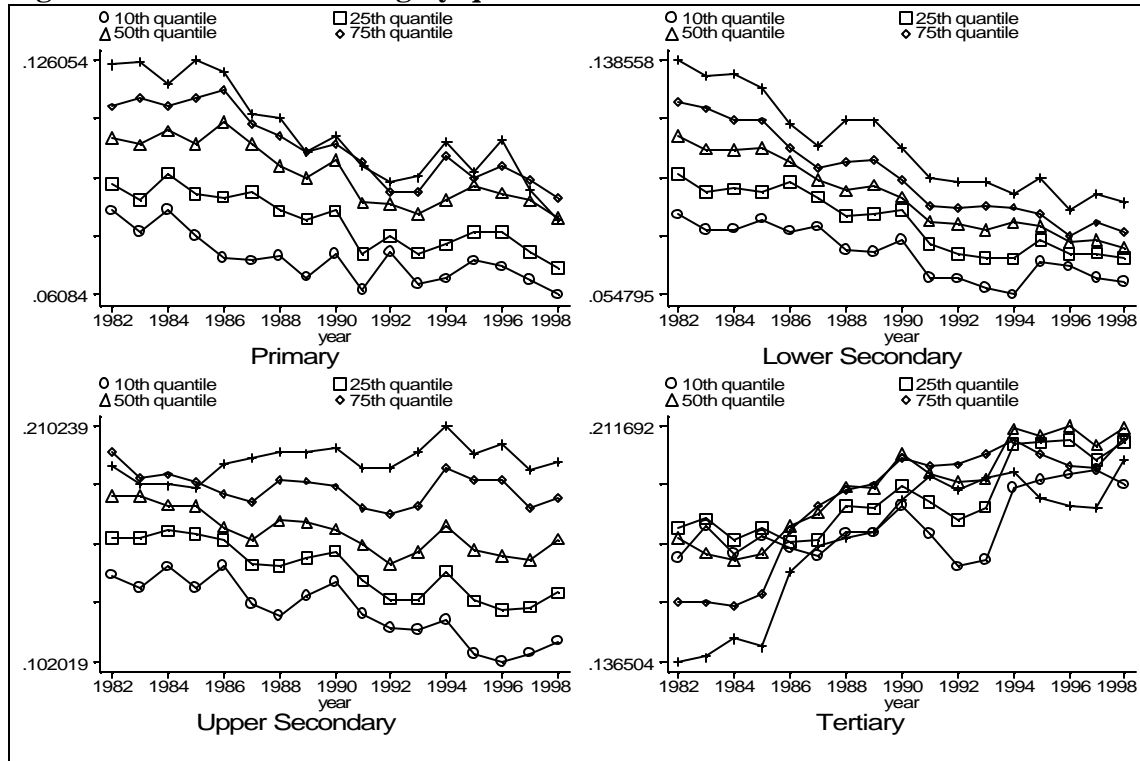 ○ 10th quantile □ 25th quantile ○ 10th quantile □ 25th quantile
△ 50th quantile ◇ 75th quantile △ 50th quantile ◇ 75th quantile
.126054 .138558
.06084 .054795
1982 1984 1986 1988 1990 1992 1994 1996 1998 1982 1984 1986 1988 1990 1992 1994 1996 1998
year year
Primary Lower Secondary
○ 10th quantile □ 25th quantile ○ 10th quantile □ 25th quantile
△ 50th quantile ◇ 75th quantile △ 50th quantile ◇ 75th quantile
.210239 .211692
.102019 .136504
1982 1984 1986 1988 1990 1992 1994 1996 1998 1982 1984 1986 1988 1990 1992 1994 1996 1998
year year
Upper Secondary Tertiary